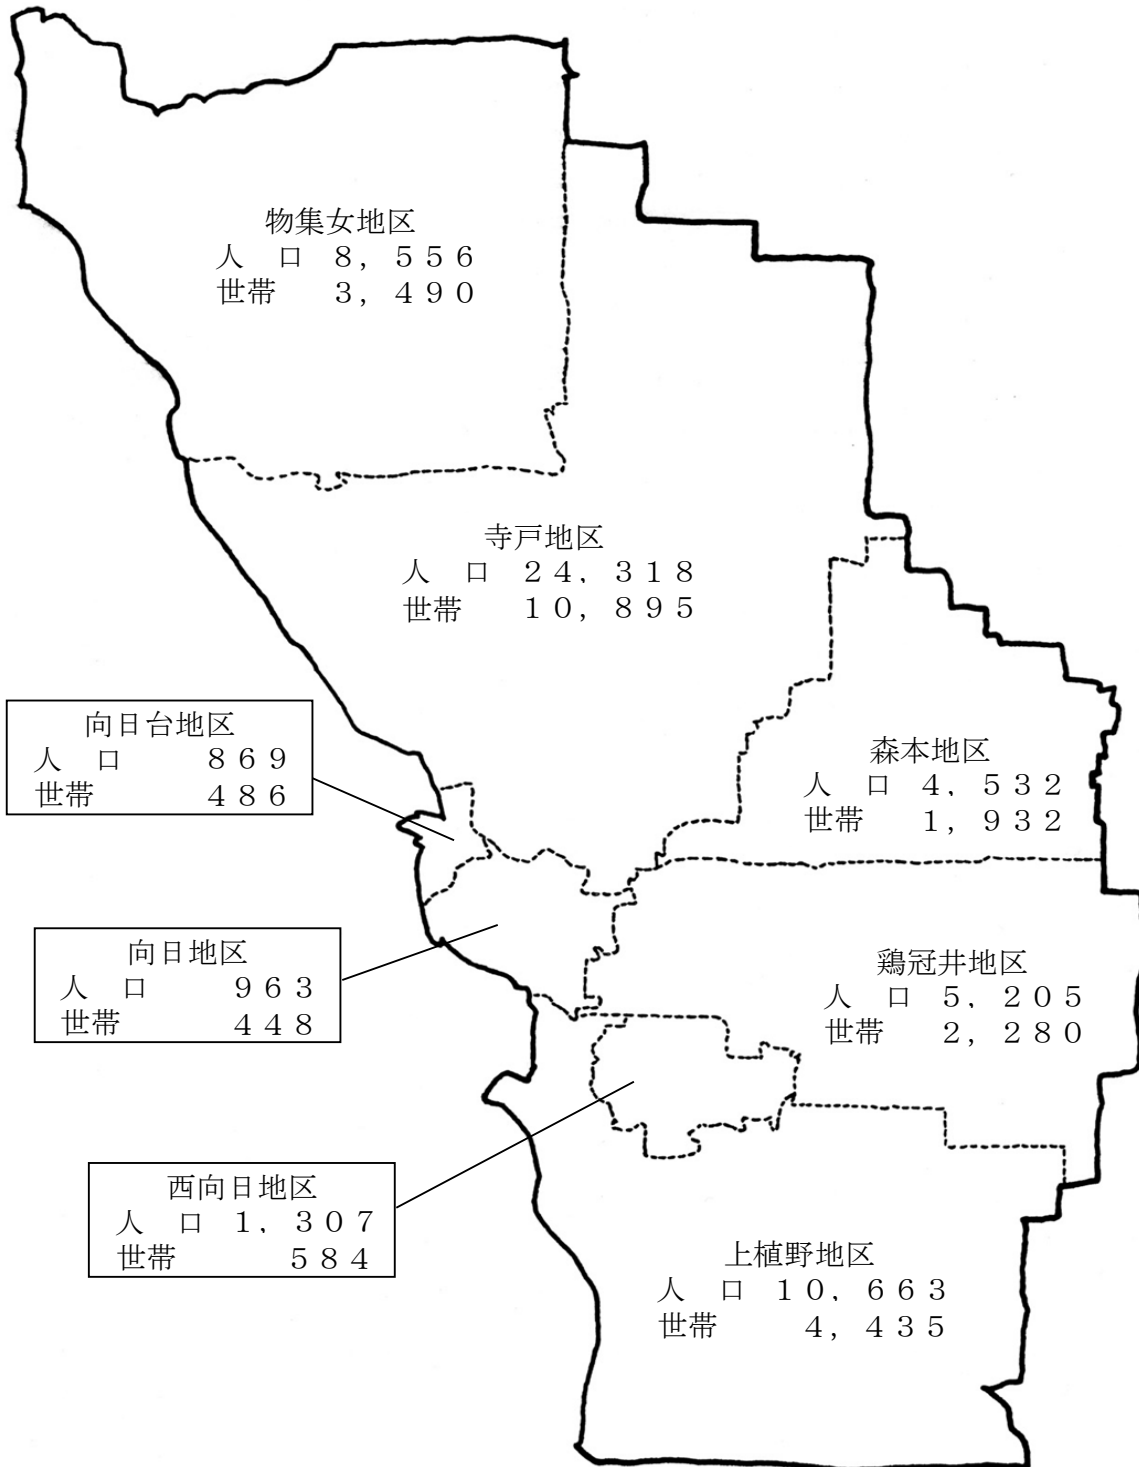 物集女地区
人　口　８，５５６
世帯　　３，４９０
寺戸地区
人　口　２４，３１８
世帯　　１０，８９５
向日台地区
人　口　　　８６９
世帯　　　　４８６
森本地区
人　口　４，５３２
世帯　　１，９３２
向日地区
人　口　　　９６３
世帯　　　　４４８
鶏冠井地区
人　口　５，２０５
世帯　　２，２８０
西向日地区
人　口　１，３０７
世帯　　　　５８４
上植野地区
人　口　１０，６６３
世帯　　　４，４３５